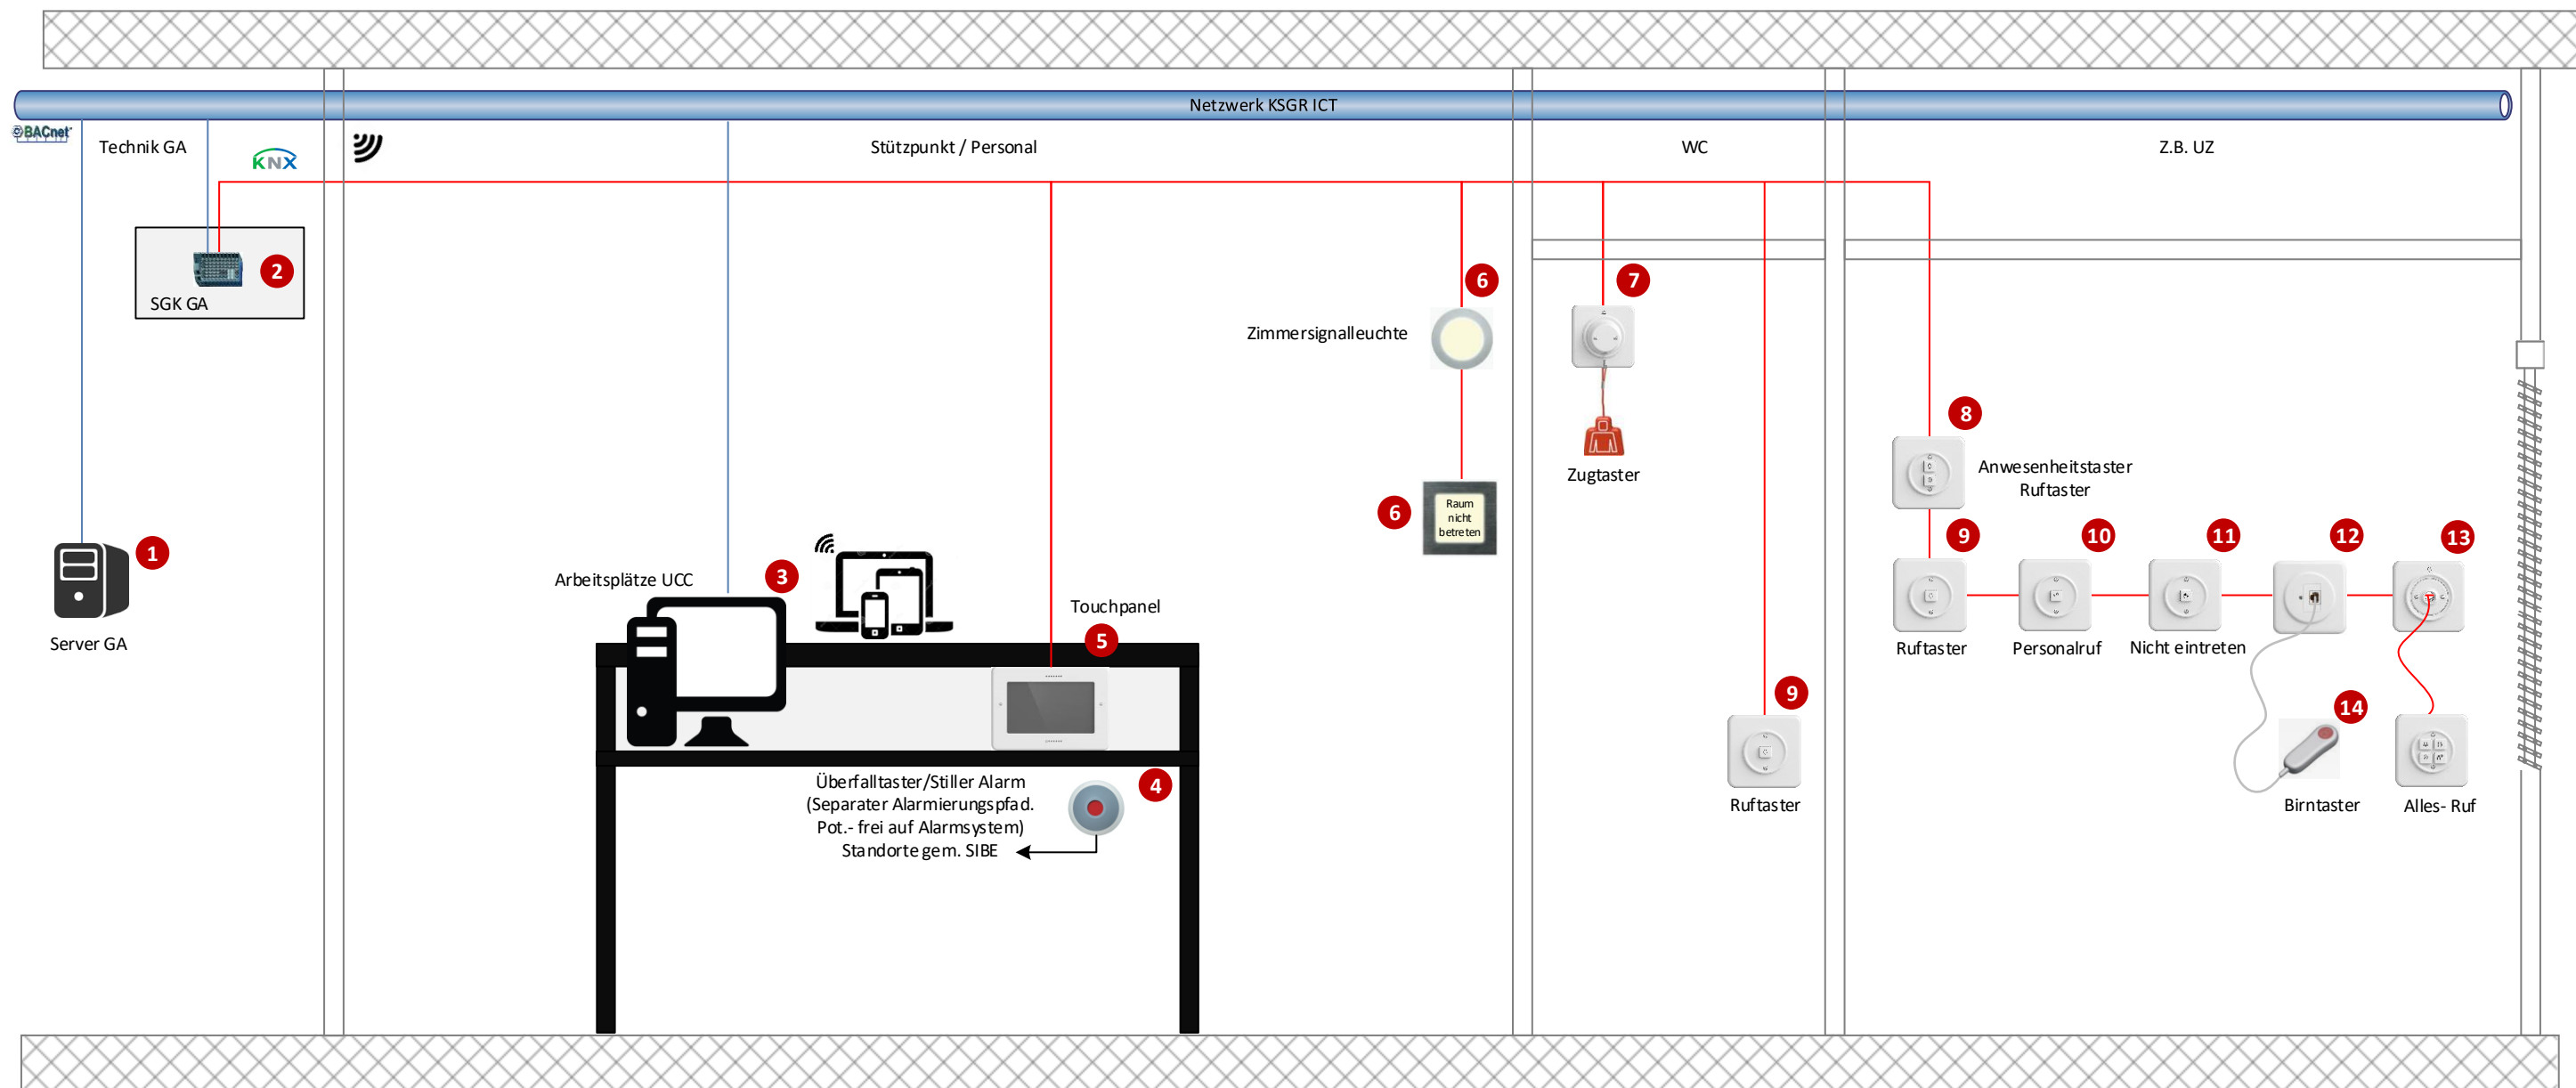 Netzwerk KSGR ICT
BACnet
Technik GA
KNX
Stützpunkt / Personal
WC
Z.B. UZ
2
SGK GA
6
Zimmersignalleuchte
7
8
Anwesenheitstaster
Ruftaster
Zugtaster
6
Raum
nicht
betreten
1
Server GA
Arbeitsplätze UCC
3
Touchpanel
5
9
Ruftaster
10
Personalruf
11
Nicht eintreten
12
13
9
Ruftaster
14
Birntaster
Alles- Ruf
4
Überfalltaster/Stiller Alarm
(Separater Alarmierungspfad.
Pot.- frei auf Alarmsystem)
Standorte gem. SIBE